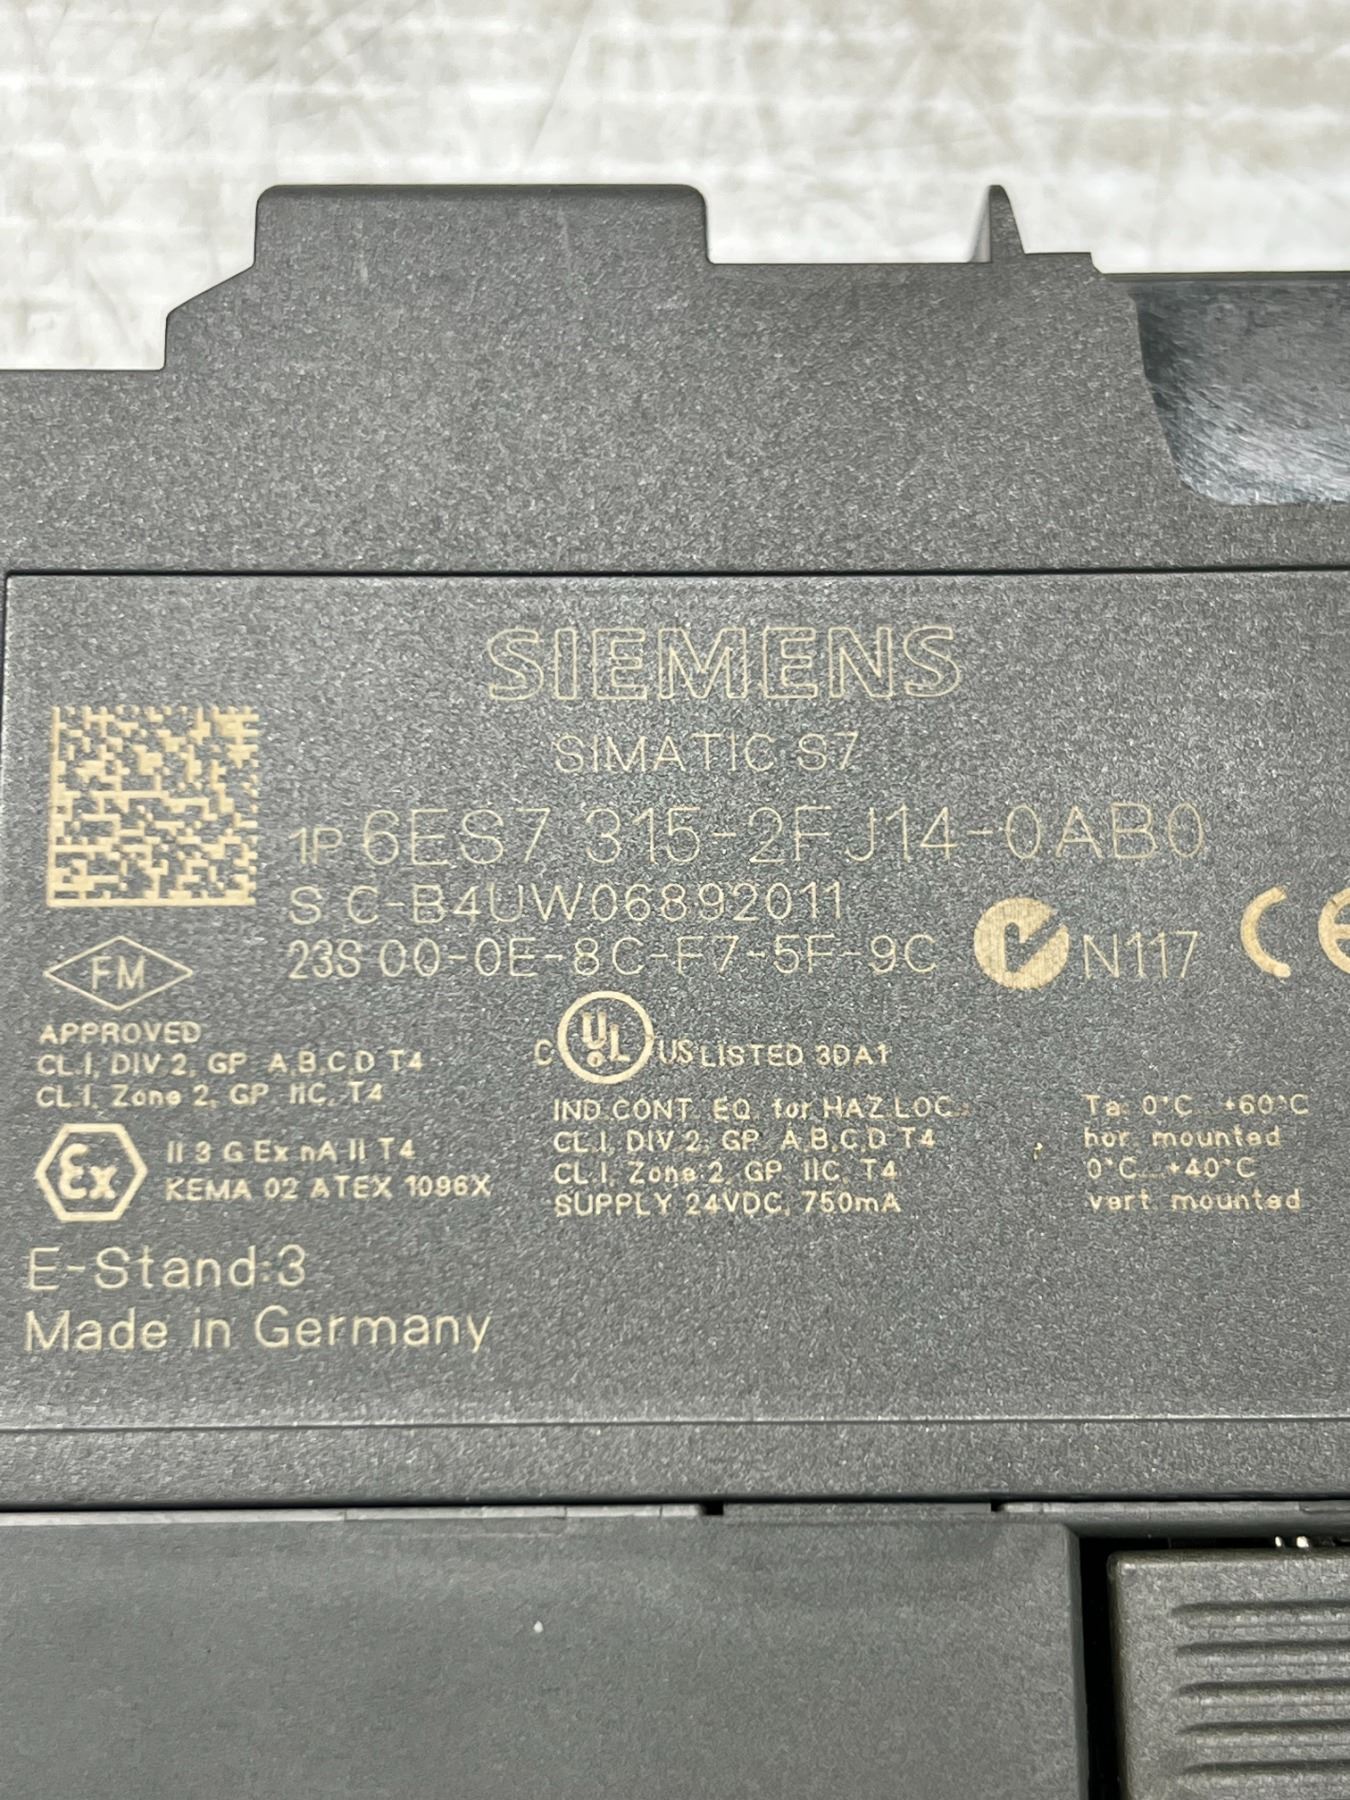 SIEMENS
SIMATIC S7
1P 6ES7 315-2FJ14-0AB0
S C-B4UW06892011
23S 00-0E-8C-F7-5F-9C
N117 CE
FM
APPROVED
CL.I, DIV 2, GP A,B,C,D T4
CL.I, Zone 2, GP IIC, T4
Ex II 3 G Ex nA II T4
KEMA 02 ATEX 1096X
C UL US LISTED 3DA1
IND.CONT. EQ. for HAZ.LOC.
CL.I, DIV.2, GP A,B,C,D T4
CL.I, Zone 2, GP IIC, T4
SUPPLY 24VDC, 750mA
Ta: 0°C...+60°C
hor. mounted
0°C...+40°C
vert. mounted
E-Stand:3
Made in Germany